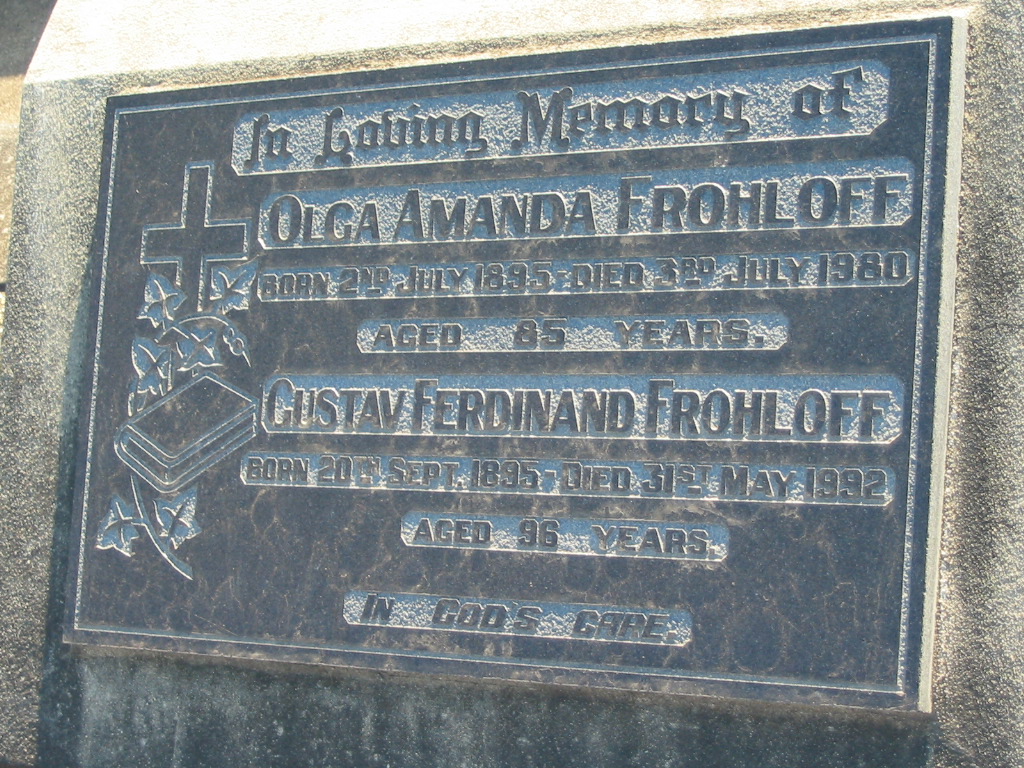 In Loving Memory of
OLGA AMANDA FROHLOFF
BORN 2ND JULY 1895 - DIED 3RD JULY 1980
AGED 85 YEARS.
GUSTAV FERDINAND FROHLOFF
BORN 20TH SEPT. 1895 - DIED 31ST MAY 1992
AGED 96 YEARS.
IN GOD'S CARE.